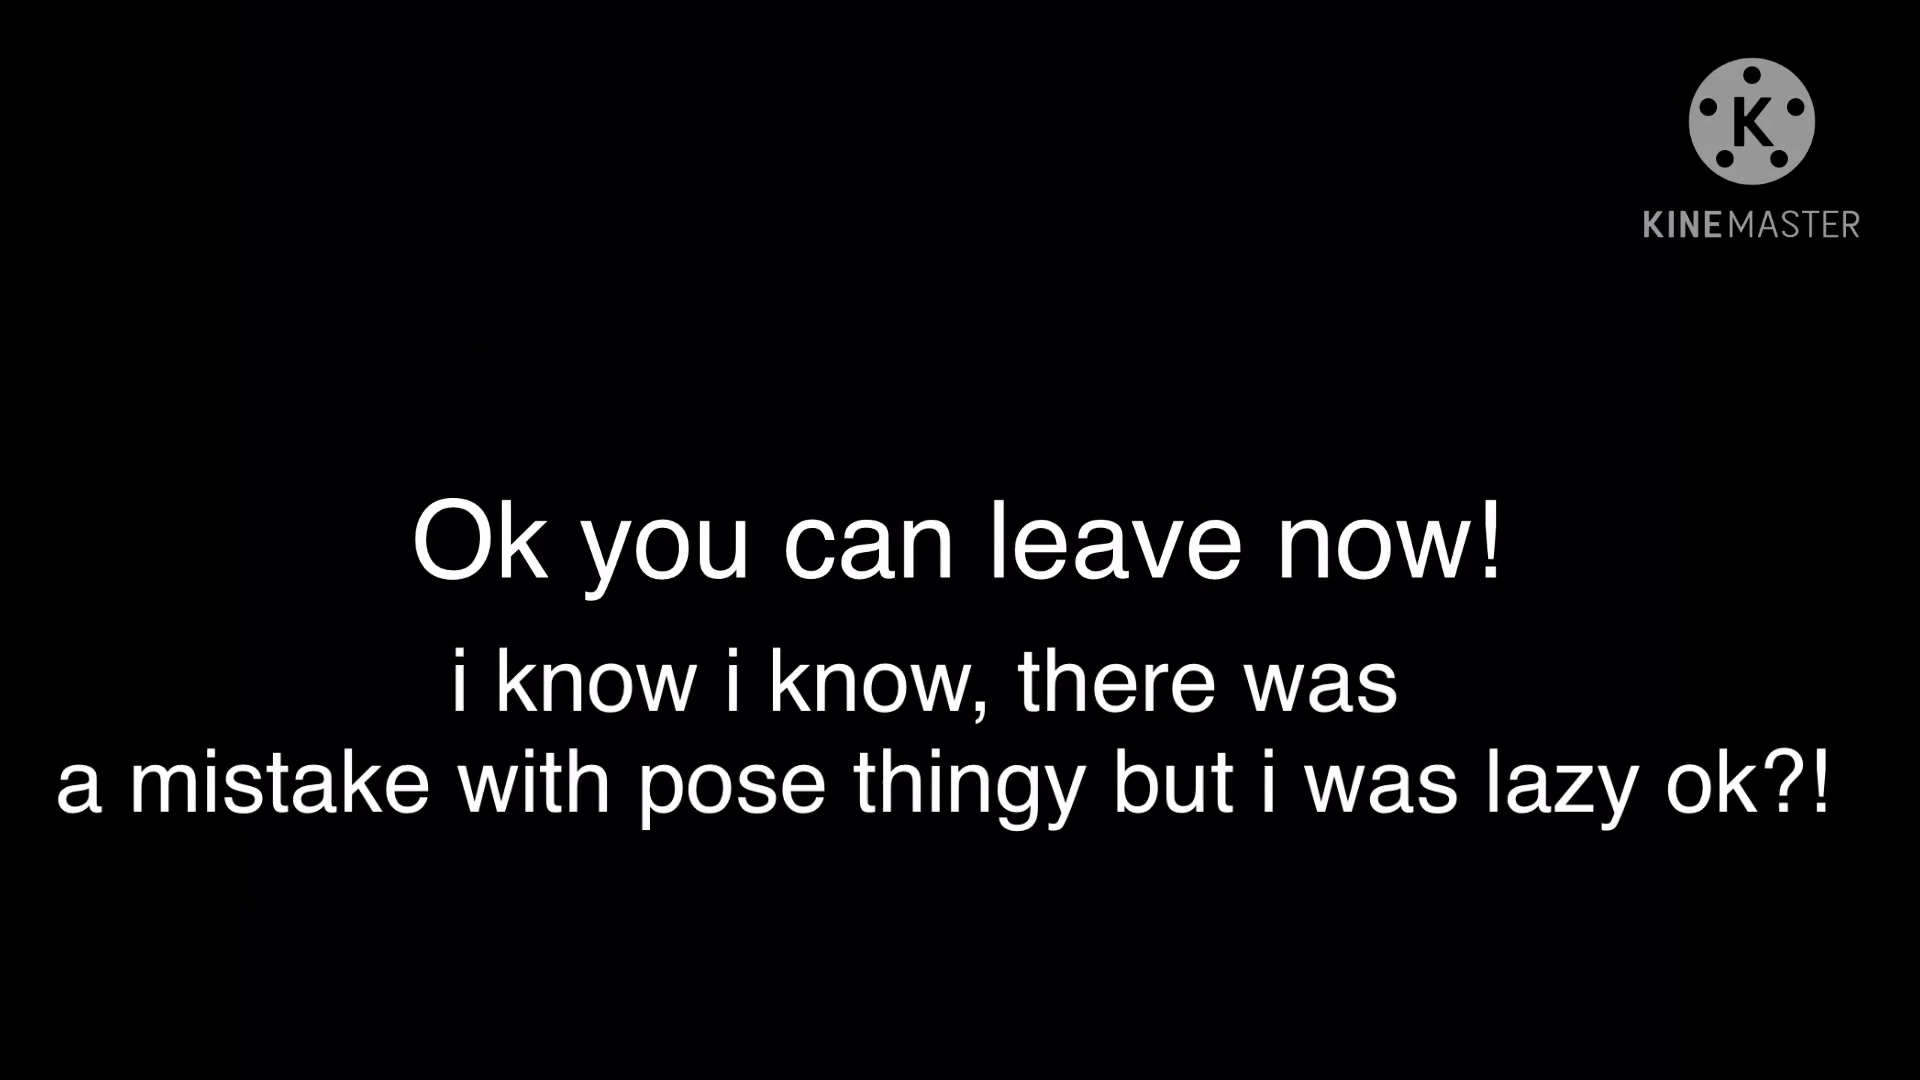 K
KINEMASTER
Ok you can leave now!
i know i know, there was
a mistake with pose thingy but i was lazy ok?!